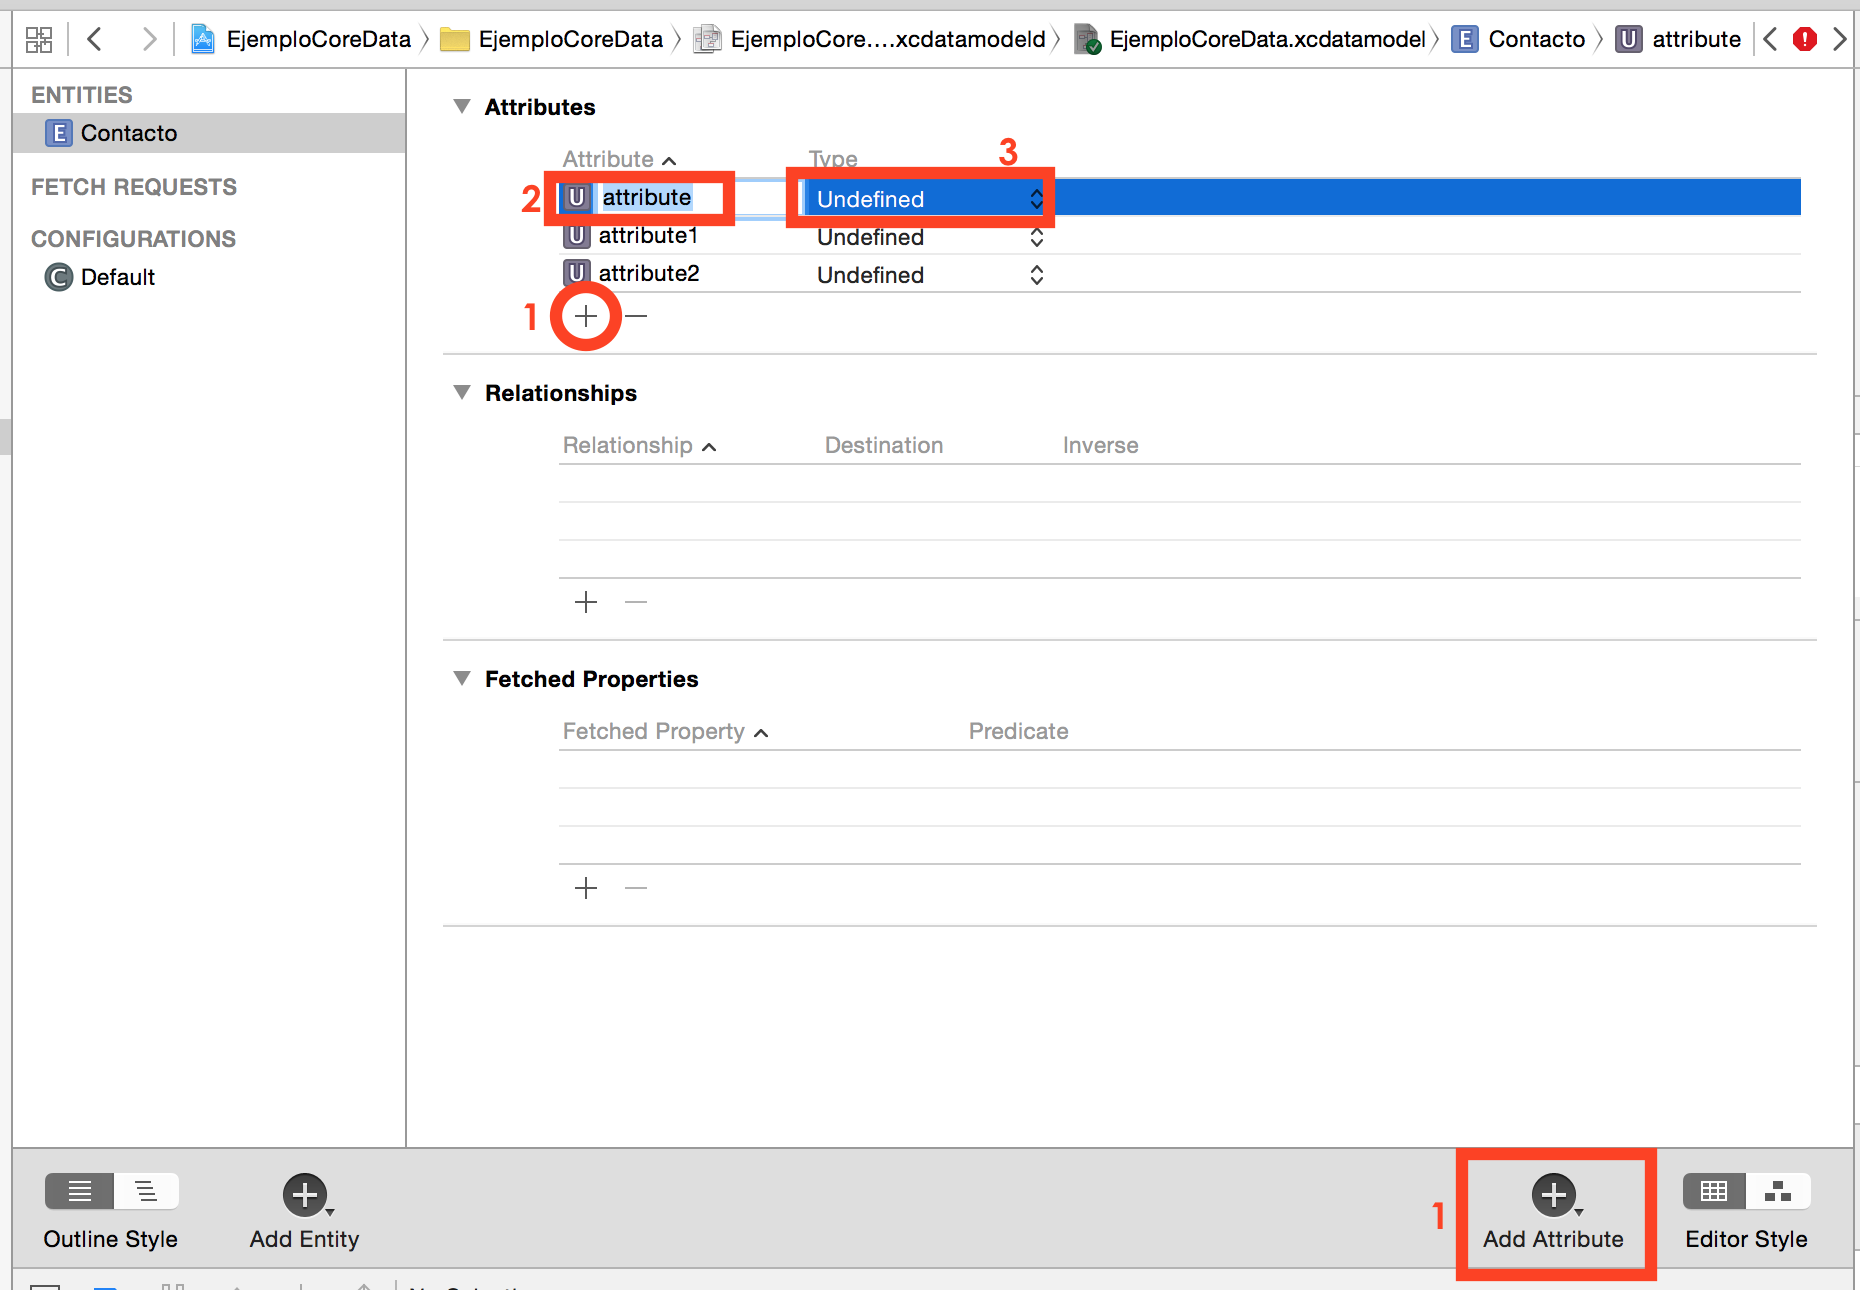 EjemploCoreData EjemploCoreData EjemploCore....xcdatamodeld EjemploCoreData.xcdatamodel E Contacto U attribute
ENTITIES
E Contacto
FETCH REQUESTS
CONFIGURATIONS
C Default
Attributes
Attribute Type 3
2 U attribute Undefined
U attribute1 Undefined
U attribute2 Undefined
1
Relationships
Relationship Destination Inverse
Fetched Properties
Fetched Property Predicate
1
Outline Style Add Entity Add Attribute Editor Style